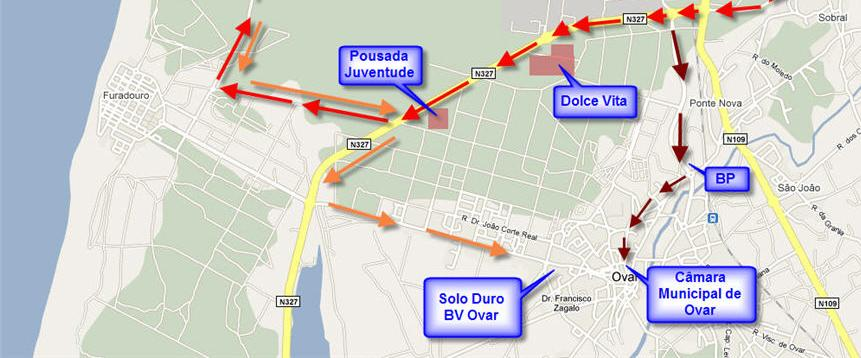 N327
Sobral
Pousada
Juventude
R. do Moledo
N327
Furadouro
Dolce Vita
Ponte Nova
N327
N109
BP
São João
R. da Grania
R. Dr. João Corte Real
Ovar
Câmara
Municipal de
Ovar
Solo Duro
BV Ovar
Dr. Francisco
Zagalo
N327
N109
R. Visc. de Ovar